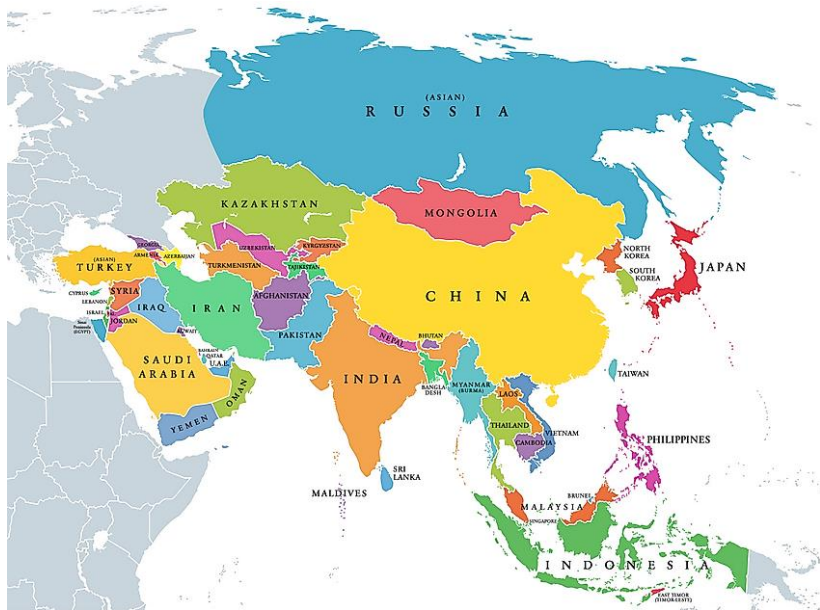 (ASIAN)
RUSSIA
KAZAKHSTAN
MONGOLIA
GEORGIA
ARMENIA
AZERBAIJAN
UZBEKISTAN
KYRGYZSTAN
(ASIAN)
TURKEY
TURKMENISTAN
TAJIKISTAN
NORTH
KOREA
SOUTH
KOREA
JAPAN
CYPRUS
SYRIA
LEBANON
ISRAEL
IRAQ
IRAN
AFGHANISTAN
CHINA
JORDAN
Sinai
Peninsula
(EGYPT)
KUWAIT
PAKISTAN
NEPAL
BHUTAN
BAHRAIN
QATAR
U.A.E.
SAUDI
ARABIA
OMAN
YEMEN
INDIA
BANGLA
DESH
MYANMAR
(BURMA)
LAOS
TAIWAN
THAILAND
VIETNAM
CAMBODIA
PHILIPPINES
SRI
LANKA
MALDIVES
BRUNEI
MALAYSIA
SINGAPORE
INDONESIA
EAST TIMOR
(TIMOR-LESTE)